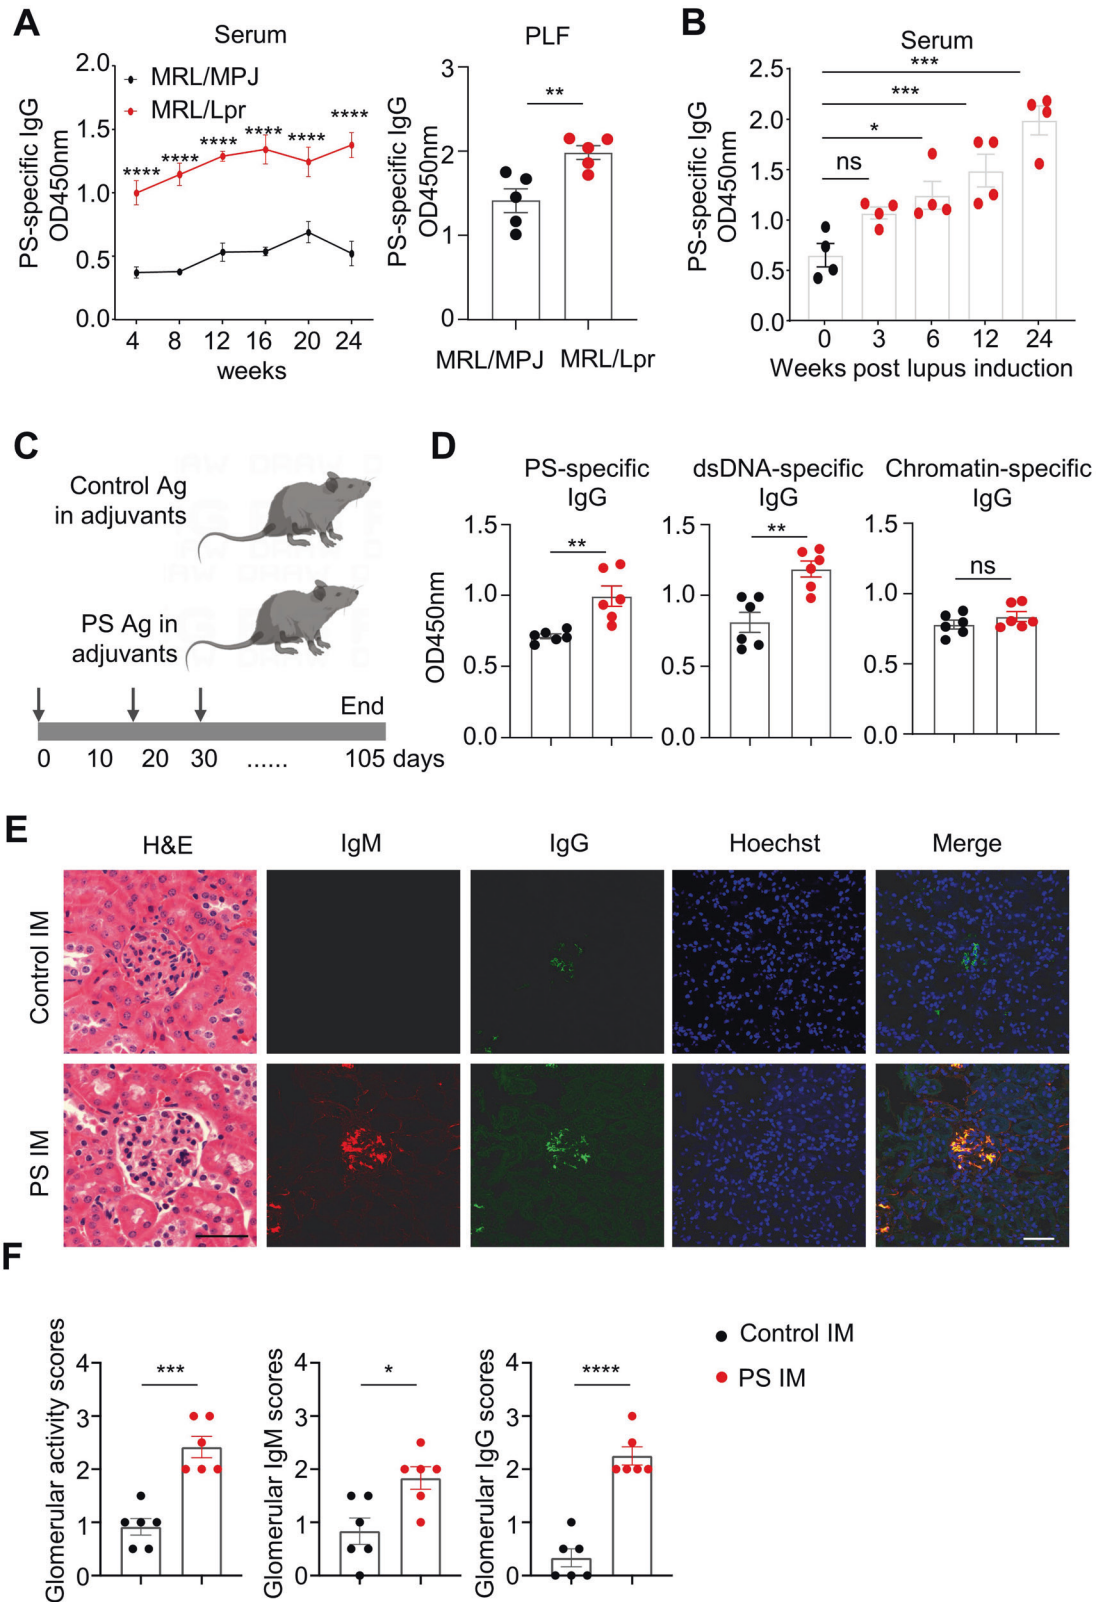 A
Serum
PS-specific IgG
OD450nm
2.0
1.5
1.0
0.5
0.0
MRL/MPJ
MRL/Lpr
****
****
****
****
****
****
4
8
12
16
20
24
weeks
PLF
PS-specific IgG
OD450nm
3
2
1
0
**
MRL/MPJ
MRL/Lpr
B
Serum
PS-specific IgG
OD450nm
2.5
2.0
1.5
1.0
0.5
0.0
***
***
*
ns
0
3
6
12
24
Weeks post lupus induction
C
Control Ag
in adjuvants
PS Ag in
adjuvants
End
0
10
20
30
......
105 days
D
PS-specific
IgG
OD450nm
1.5
1.0
0.5
0.0
**
dsDNA-specific
IgG
1.5
1.0
0.5
0.0
**
Chromatin-specific
IgG
1.5
1.0
0.5
0.0
ns
E
H&E
IgM
IgG
Hoechst
Merge
Control IM
PS IM
F
Glomerular activity scores
4
3
2
1
0
***
Glomerular IgM scores
4
3
2
1
0
*
Glomerular IgG scores
4
3
2
1
0
****
Control IM
PS IM